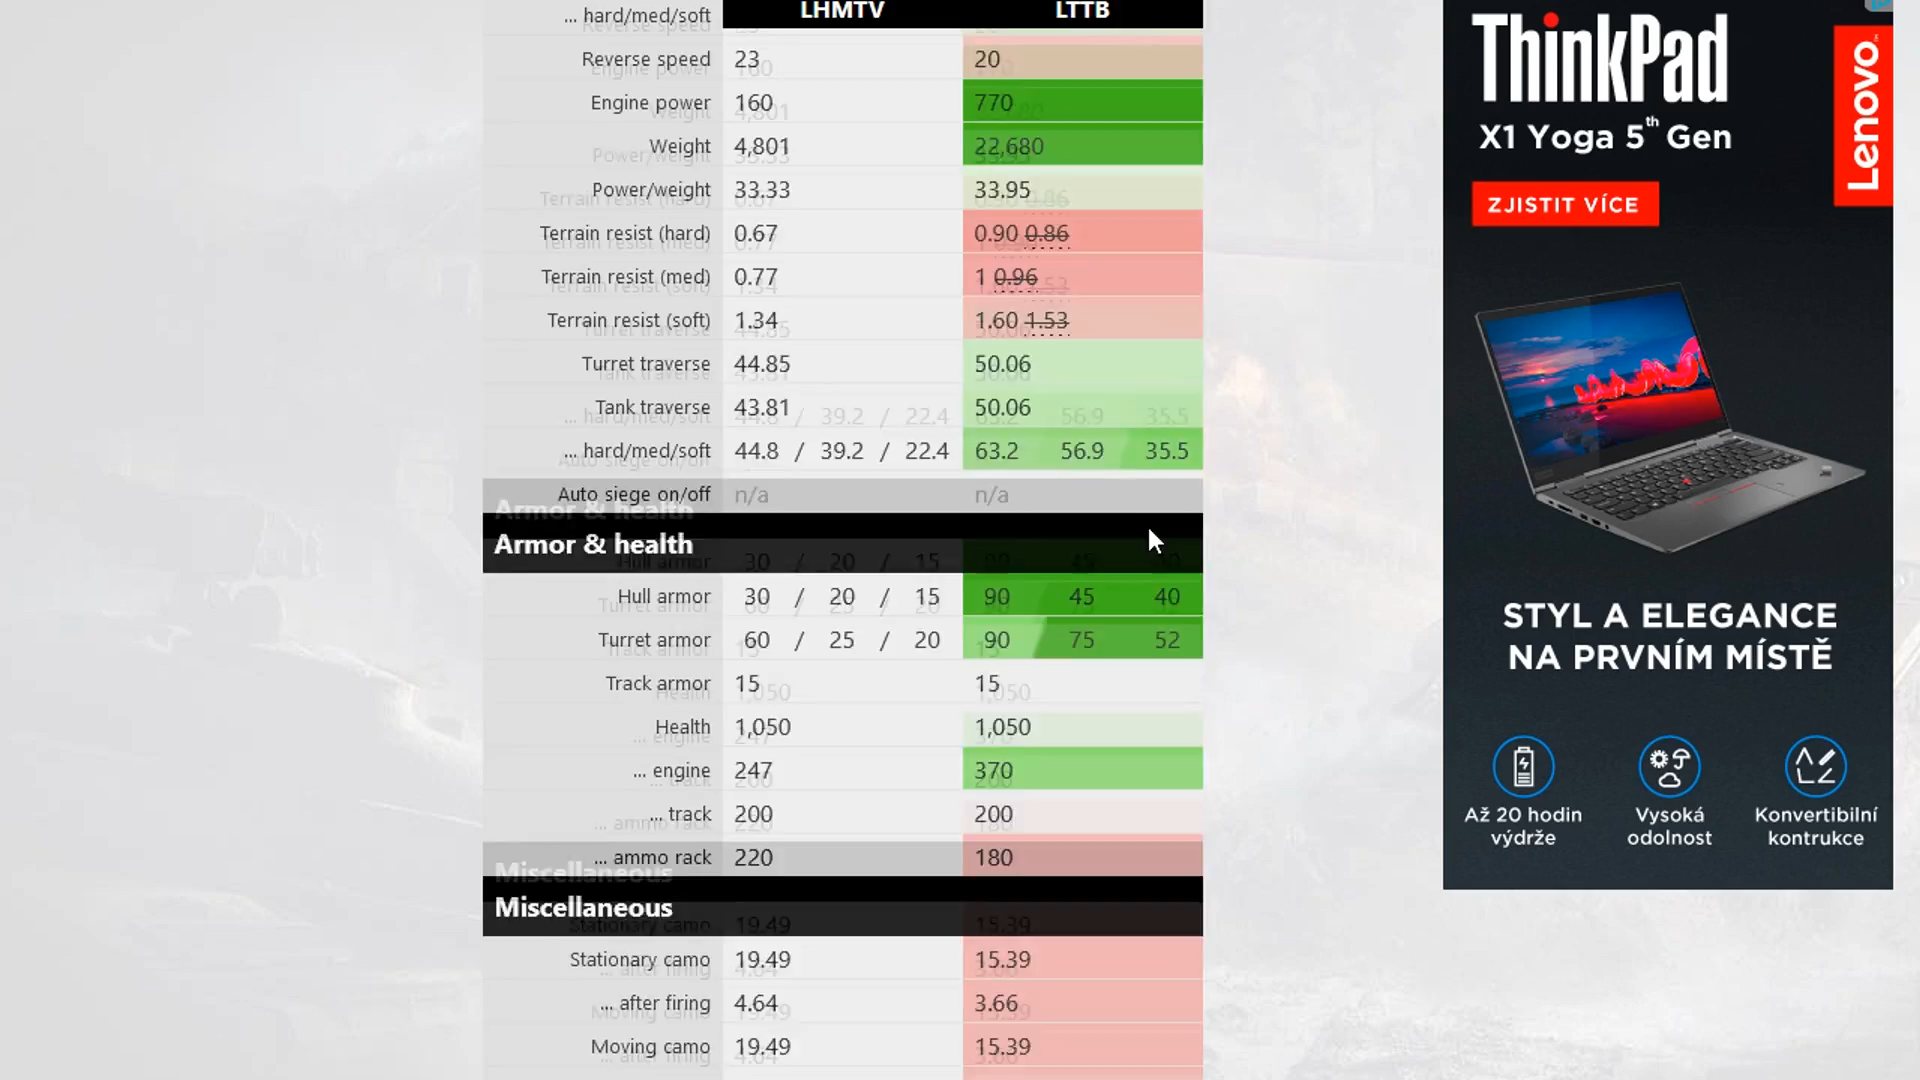 LHMTV LTTB
... hard/med/soft
Reverse speed 23 20
Engine power 160 770
Weight 4,801 22,680
Power/weight 33.33 33.95
Terrain resist (hard) 0.67 0.90 0.86
Terrain resist (med) 0.77 1 0.96
Terrain resist (soft) 1.34 1.60 1.53
Turret traverse 44.85 50.06
Tank traverse 43.81 50.06
... hard/med/soft 44.8 / 39.2 / 22.4 63.2 56.9 35.5
Auto siege on/off n/a n/a
Armor & health
Hull armor 30 / 20 / 15 90 45 40
Turret armor 60 / 25 / 20 90 75 52
Track armor 15 15
Health 1,050 1,050
... engine 247 370
... track 200 200
... ammo rack 220 180
Miscellaneous
Stationary camo 19.49 15.39
... after firing 4.64 3.66
Moving camo 19.49 15.39
ThinkPad
X1 Yoga 5th Gen
Lenovo
ZJISTIT VÍCE
STYL A ELEGANCE
NA PRVNÍM MÍSTĚ
Až 20 hodin
výdrže
Vysoká
odolnost
Konvertibilní
kontrukce